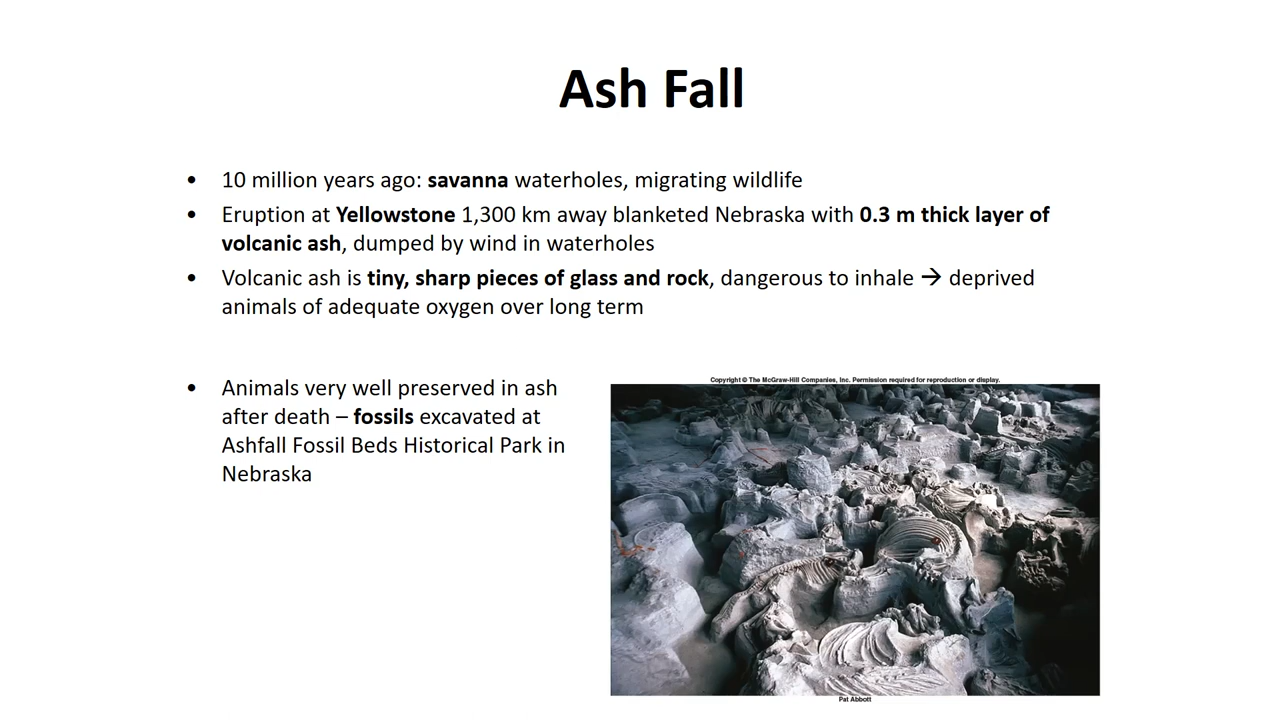 Ash Fall
• 10 million years ago: savanna waterholes, migrating wildlife
• Eruption at Yellowstone 1,300 km away blanketed Nebraska with 0.3 m thick layer of
volcanic ash, dumped by wind in waterholes
• Volcanic ash is tiny, sharp pieces of glass and rock, dangerous to inhale → deprived
animals of adequate oxygen over long term
• Animals very well preserved in ash
after death – fossils excavated at
Ashfall Fossil Beds Historical Park in
Nebraska
Copyright © The McGraw-Hill Companies, Inc. Permission required for reproduction or display.
Pat Abbott